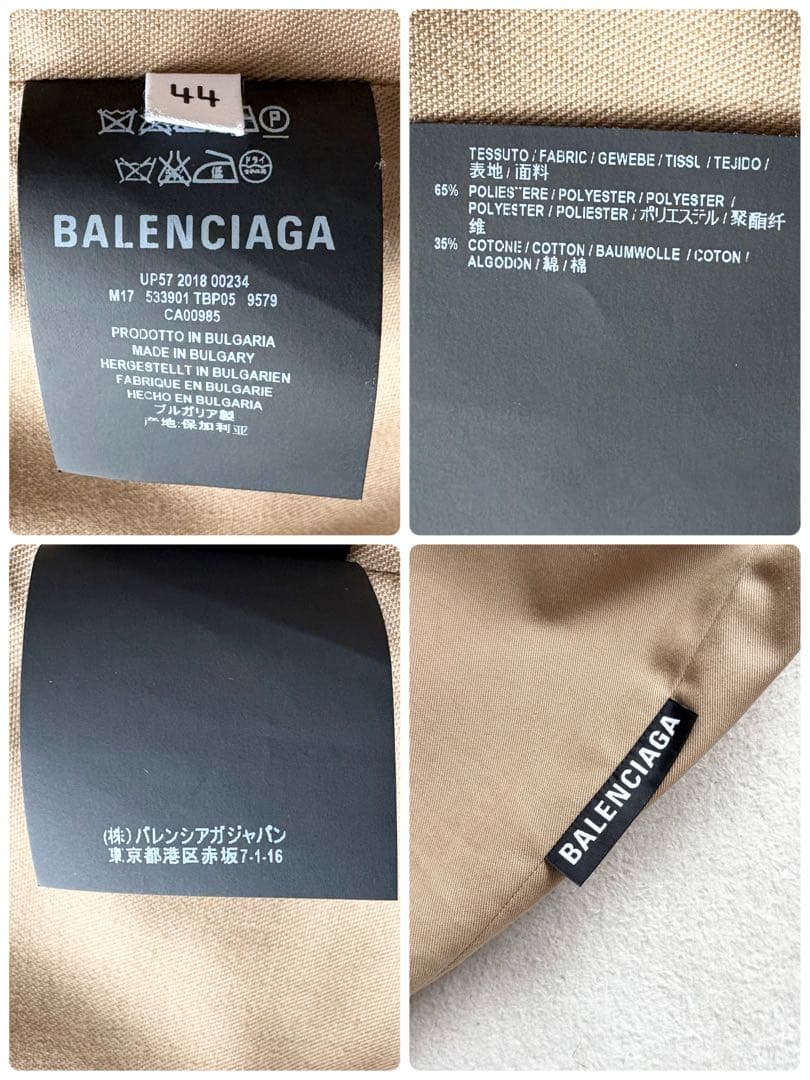 44
P
ドライ
BALENCIAGA
UP57 2018 00234
M17 533901 TBP05 9579
CA00985
PRODOTTO IN BULGARIA
MADE IN BULGARY
HERGESTELLT IN BULGARIEN
FABRIQUE EN BULGARIE
HECHO EN BULGARIA
ブルガリア製
产地:保加利亚
TESSUTO / FABRIC / GEWEBE / TISSU / TEJIDO /
表地 / 面料
65% POLIESTERE / POLYESTER / POLYESTER /
POLYESTER / POLIESTER / ポリエステル / 聚酯纤
维
35% COTONE / COTTON / BAUMWOLLE / COTON /
ALGODON / 綿 / 棉
(株) バレンシアガジャパン
東京都港区赤坂7-1-16
BALENCIAGA